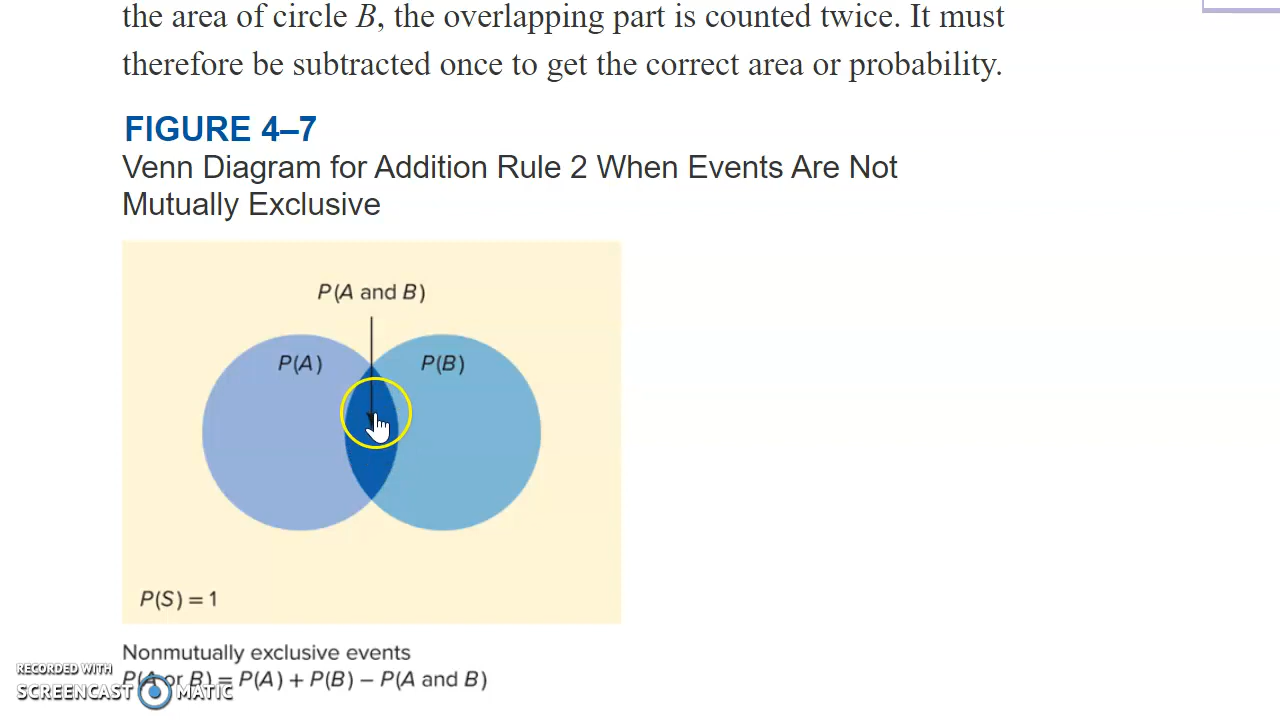 the area of circle B, the overlapping part is counted twice. It must
therefore be subtracted once to get the correct area or probability.
FIGURE 4–7
Venn Diagram for Addition Rule 2 When Events Are Not
Mutually Exclusive
P(A and B)
P(A)
P(B)
P(S) = 1
Nonmutually exclusive events
P(A or B) = P(A) + P(B) – P(A and B)
RECORDED WITH
SCREENCAST MATIC